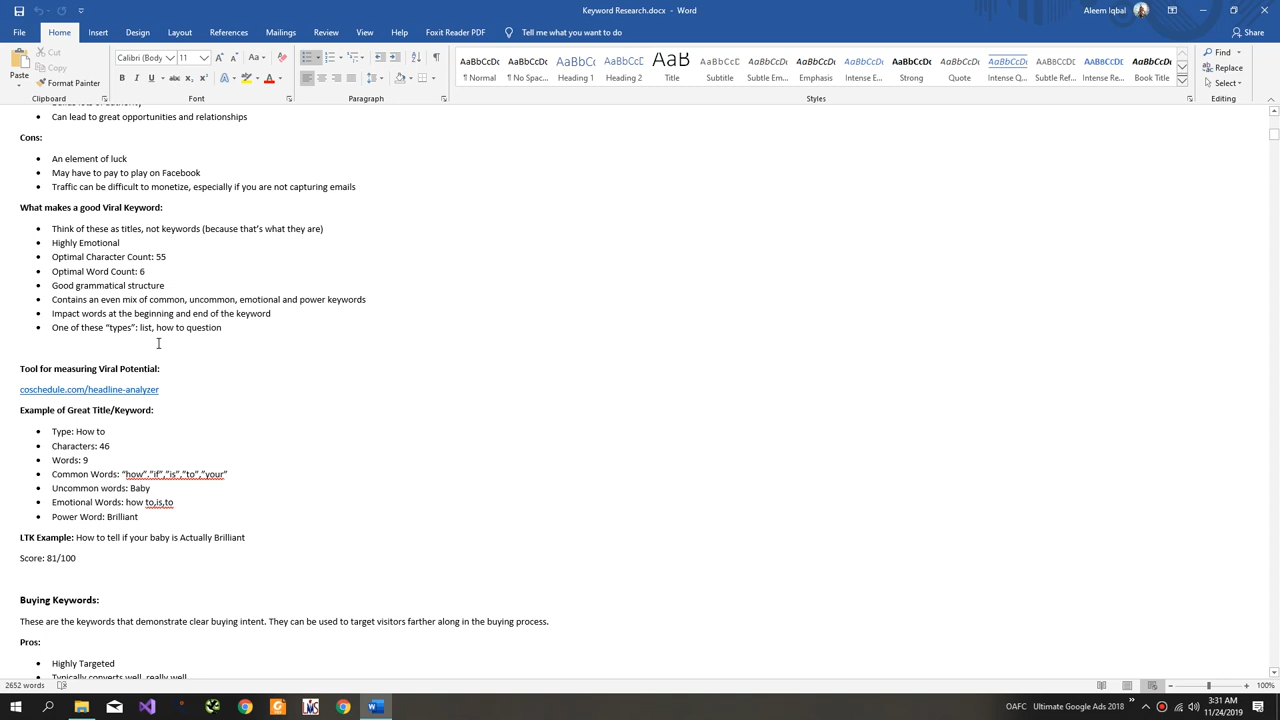 Keyword Research.docx - Word
Aleem Iqbal
File Home Insert Draw Design Layout References Mailings Review View Help Foxit Reader PDF Tell me what you want to do
Share
Paste
Cut
Copy
Format Painter
Clipboard
Calibri (Body 11
Font
Paragraph
AaBbCcDc AaBbCcDc AaBbCc AaBbCcD AaB AaBbCcD AaBbCcDc AaBbCcDc AaBbCcDc AaBbCcDc AaBbCcDc AaBbCcDc AaBbCcDc AaBbCcDc AaBbCcDc
¶ Normal ¶ No Spac... Heading 1 Heading 2 Title Subtitle Subtle Em... Emphasis Intense E... Strong Quote Intense Q... Subtle Ref... Intense Re... Book Title
Styles
Find
Replace
Select
Editing
Can lead to great opportunities and relationships
Cons:
An element of luck
May have to pay to play on Facebook
Traffic can be difficult to monetize, especially if you are not capturing emails
What makes a good Viral Keyword:
Think of these as titles, not keywords (because that's what they are)
Highly Emotional
Optimal Character Count: 55
Optimal Word Count: 6
Good grammatical structure
Contains an even mix of common, uncommon, emotional and power keywords
Impact words at the beginning and end of the keyword
One of these “types”: list, how to question
Tool for measuring Viral Potential:
coschedule.com/headline-analyzer
Example of Great Title/Keyword:
Type: How to
Characters: 46
Words: 9
Common Words: “how”.”if”,”is”,”to”,”your”
Uncommon words: Baby
Emotional Words: how to,is,to
Power Word: Brilliant
LTK Example: How to tell if your baby is Actually Brilliant
Score: 81/100
Buying Keywords:
These are the keywords that demonstrate clear buying intent. They can be used to target visitors farther along in the buying process.
Pros:
Highly Targeted
Typically converts well, really well
2652 words
100%
OAFC Ultimate Google Ads 2018
3:31 AM
11/24/2019